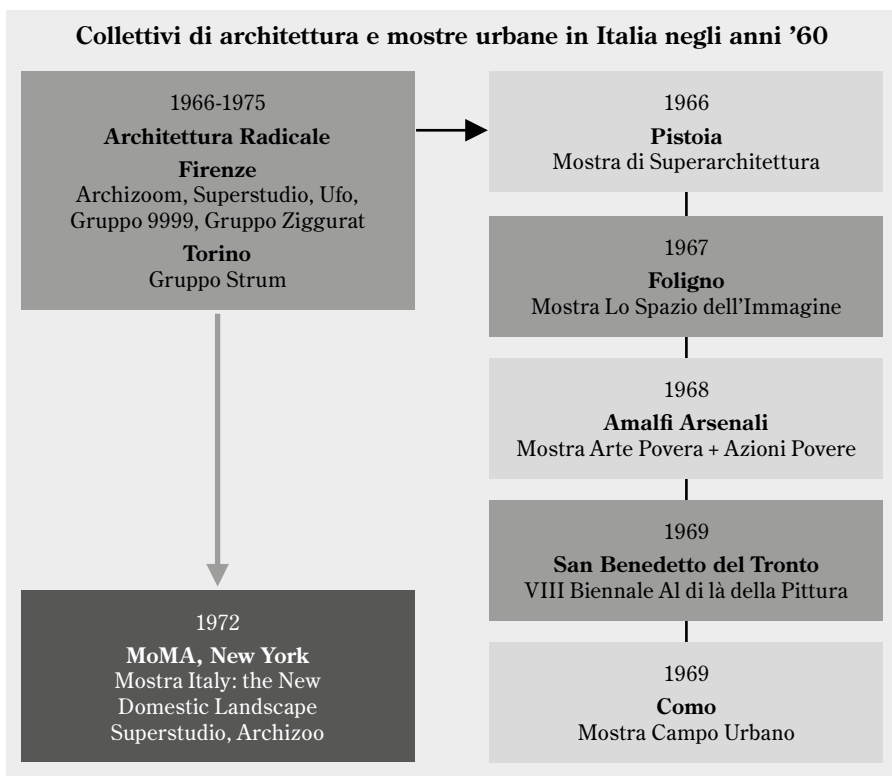 Collettivi di architettura e mostre urbane in Italia negli anni ’60
1966-1975
Architettura Radicale
Firenze
Archizoom, Superstudio, Ufo,
Gruppo 9999, Gruppo Ziggurat
Torino
Gruppo Strum
1972
MoMA, New York
Mostra Italy: the New
Domestic Landscape
Superstudio, Archizoo
1966
Pistoia
Mostra di Superarchitettura
1967
Foligno
Mostra Lo Spazio dell’Immagine
1968
Amalfi Arsenali
Mostra Arte Povera + Azioni Povere
1969
San Benedetto del Tronto
VIII Biennale Al di là della Pittura
1969
Como
Mostra Campo Urbano